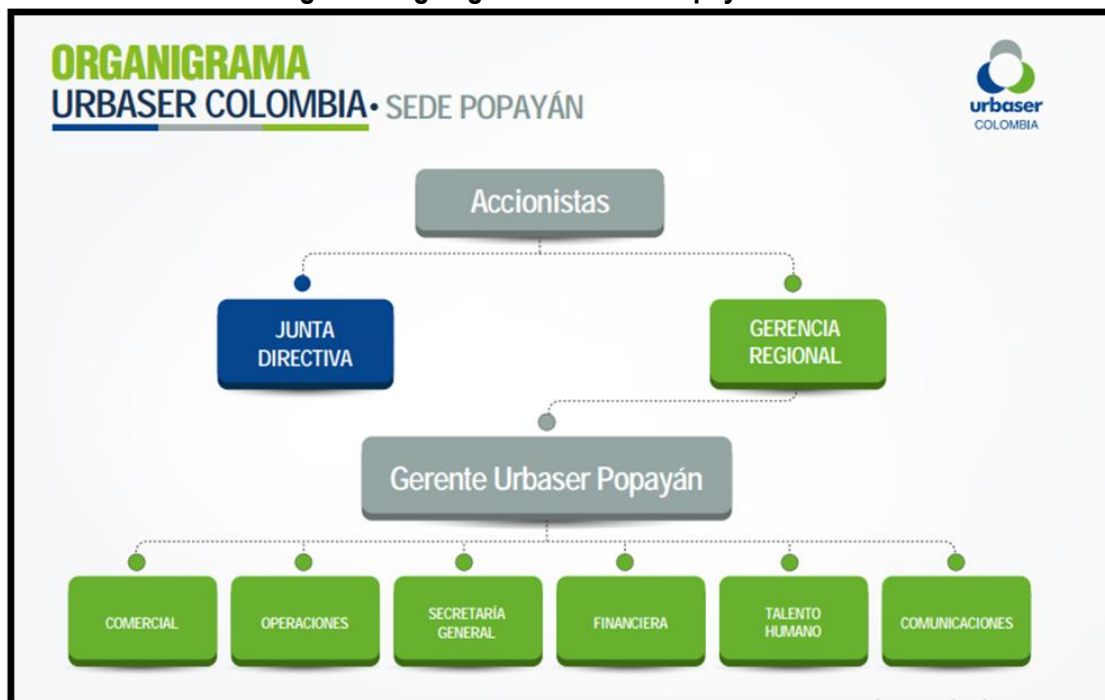 ORGANIGRAMA
URBASER COLOMBIA • SEDE POPAYÁN
urbaser
COLOMBIA
Accionistas
JUNTA
DIRECTIVA
GERENCIA
REGIONAL
Gerente Urbaser Popayán
COMERCIAL
OPERACIONES
SECRETARÍA
GENERAL
FINANCIERA
TALENTO
HUMANO
COMUNICACIONES